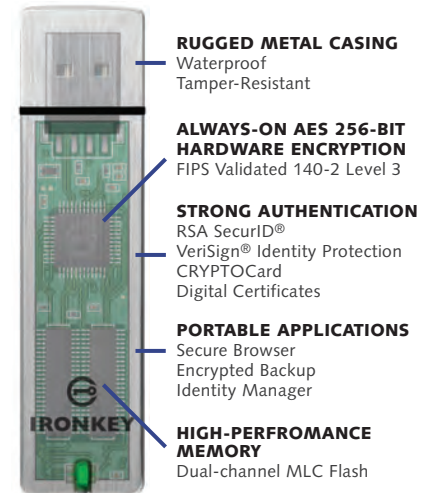 RUGGED METAL CASING
Waterproof
Tamper-Resistant
ALWAYS-ON AES 256-BIT
HARDWARE ENCRYPTION
FIPS Validated 140-2 Level 3
STRONG AUTHENTICATION
RSA SecurID®
VeriSign® Identity Protection
CRYPTOCard
Digital Certificates
PORTABLE APPLICATIONS
Secure Browser
Encrypted Backup
Identity Manager
IRONKEY
HIGH-PERFROMANCE
MEMORY
Dual-channel MLC Flash